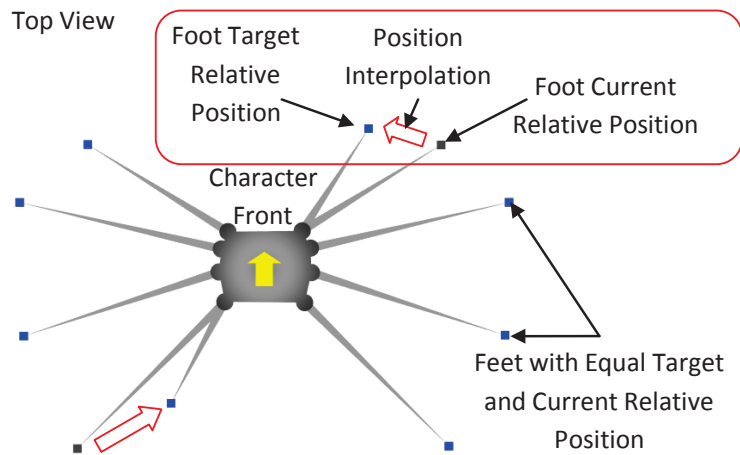 Top View
Foot Target
Relative
Position
Position
Interpolation
Foot Current
Relative Position
Character
Front
Feet with Equal Target
and Current Relative
Position